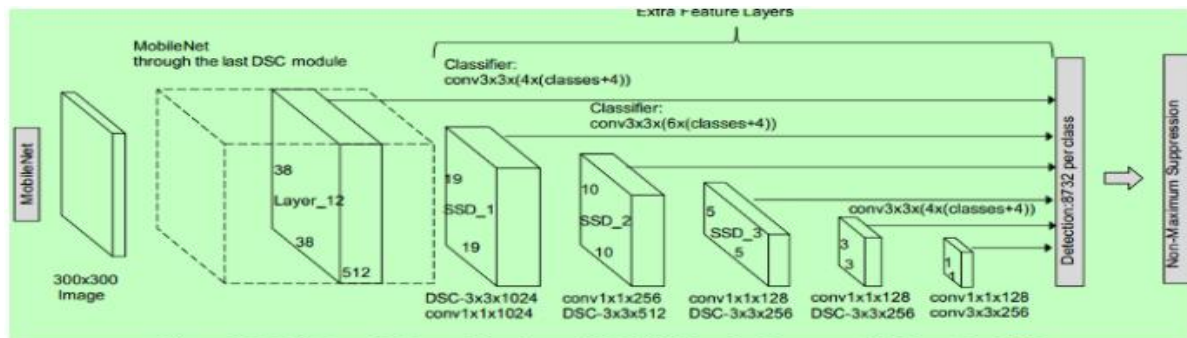 Extra Feature Layers
MobileNet
through the last DSC module
Classifier:
conv3x3x(4x(classes+4))
Classifier:
conv3x3x(6x(classes+4))
MobileNet
300x300
Image
38
Layer_12
38
512
19
SSD_1
19
10
SSD_2
10
5
SSD_3
5
conv3x3x(4x(classes+4))
3
3
1
1
DSC-3x3x1024
conv1x1x1024
conv1x1x256
DSC-3x3x512
conv1x1x128
DSC-3x3x256
conv1x1x128
DSC-3x3x256
conv1x1x128
conv3x3x256
Detection:8732 per class
Non-Maximum Suppression